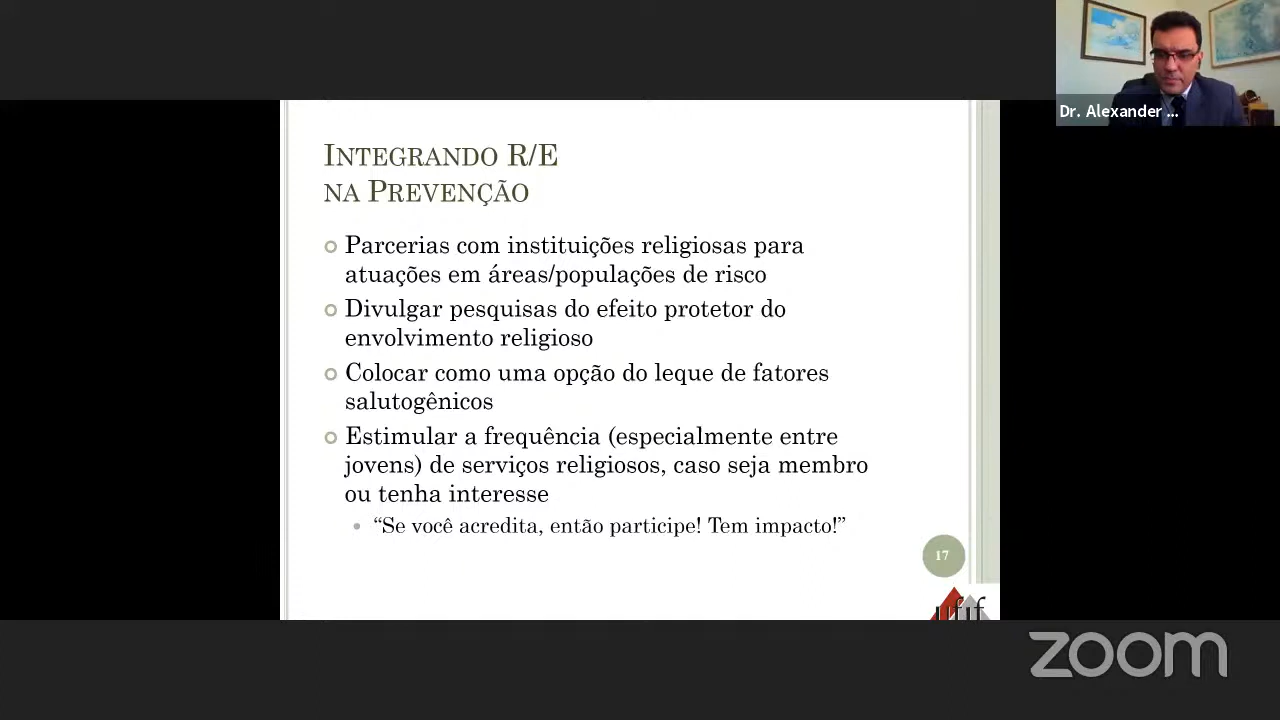 Dr. Alexander ...
INTEGRANDO R/E
NA PREVENÇÃO
Parcerias com instituições religiosas para
atuações em áreas/populações de risco
Divulgar pesquisas do efeito protetor do
envolvimento religioso
Colocar como uma opção do leque de fatores
salutogênicos
Estimular a frequência (especialmente entre
jovens) de serviços religiosos, caso seja membro
ou tenha interesse
“Se você acredita, então participe! Tem impacto!”
17
ufjf
zoom